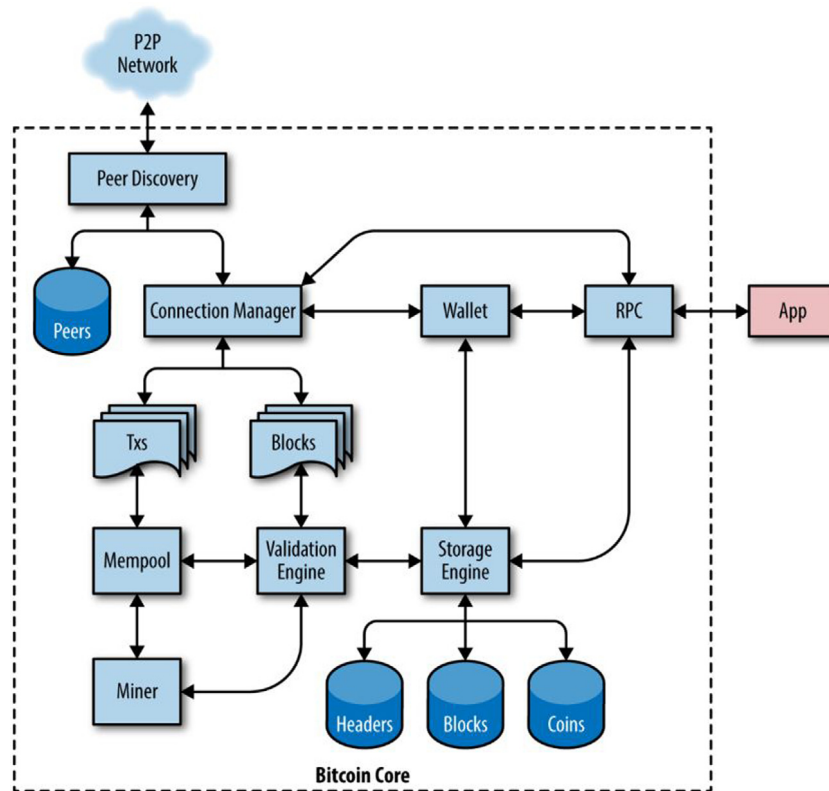 P2P
Network
Peer Discovery
Peers
Connection Manager
Wallet
RPC
App
Txs
Blocks
Mempool
Validation
Engine
Storage
Engine
Miner
Headers
Blocks
Coins
Bitcoin Core